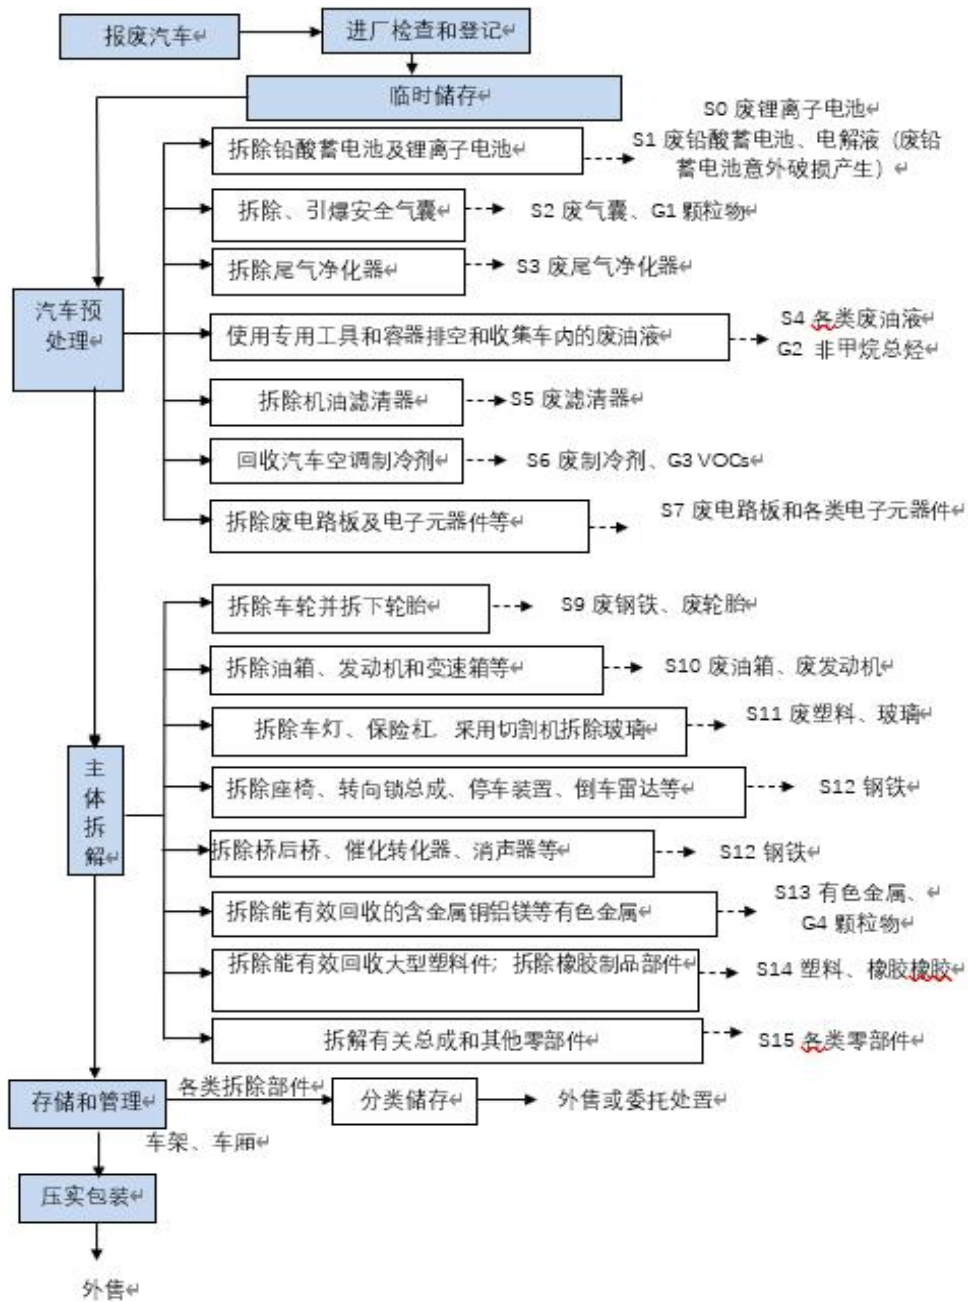 报废汽车
进厂检查和登记
临时储存
S0 废锂离子电池
拆除铅酸蓄电池及锂离子电池
S1 废铅酸蓄电池、电解液（废铅
蓄电池意外破损产生）
拆除、引爆安全气囊
S2 废气囊、G1 颗粒物
拆除尾气净化器
S3 废尾气净化器
汽车预
处理
使用专用工具和容器排空和收集车内的废油液
S4 各类废油液
G2 非甲烷总烃
拆除机油滤清器
S5 废滤清器
回收汽车空调制冷剂
S6 废制冷剂、G3 VOCs
拆除废电路板及电子元器件等
S7 废电路板和各类电子元器件
拆除车轮并拆下轮胎
S9 废钢铁、废轮胎
拆除油箱、发动机和变速箱等
S10 废油箱、废发动机
拆除车灯、保险杠，采用切割机拆除玻璃
S11 废塑料、玻璃
主
体
拆
解
拆除座椅、转向锁总成、停车装置、倒车雷达等
S12 钢铁
拆除桥后桥、催化转化器、消声器等
S12 钢铁
拆除能有效回收的含金属铜铝镁等有色金属
S13 有色金属、
G4 颗粒物
拆除能有效回收大型塑料件；拆除橡胶制品部件
S14 塑料、橡胶橡胶
拆解有关总成和其他零部件
S15 各类零部件
存储和管理
各类拆除部件
分类储存
外售或委托处置
车架、车厢
压实包装
外售